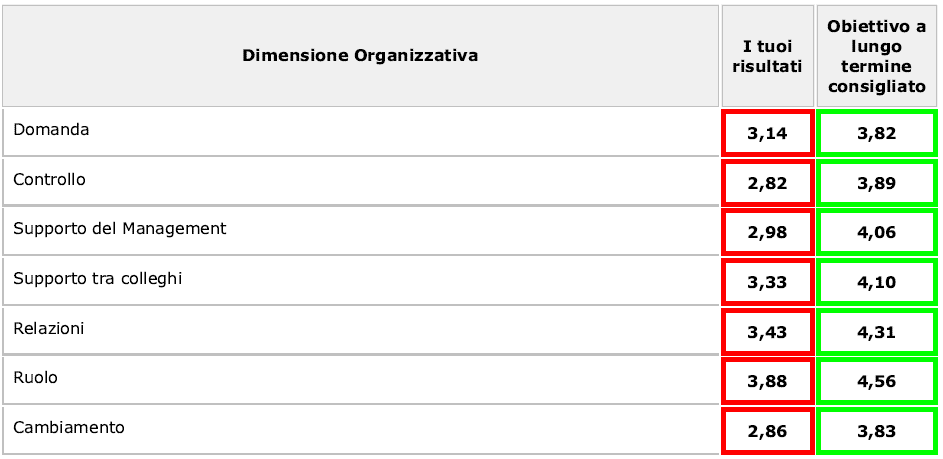 Dimensione Organizzativa
I tuoi
risultati
Obiettivo a
lungo
termine
consigliato
Domanda 3,14 3,82
Controllo 2,82 3,89
Supporto del Management 2,98 4,06
Supporto tra colleghi 3,33 4,10
Relazioni 3,43 4,31
Ruolo 3,88 4,56
Cambiamento 2,86 3,83